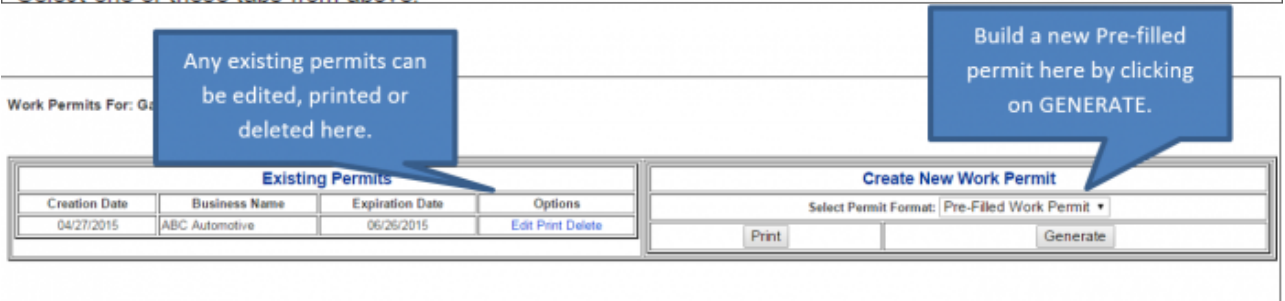 Any existing permits can
be edited, printed or
deleted here.
Build a new Pre-filled
permit here by clicking
on GENERATE.
Work Permits For:
Existing Permits
Creation Date Business Name Expiration Date Options
04/27/2015 ABC Automotive 06/26/2015 Edit Print Delete
Create New Work Permit
Select Permit Format: Pre-Filled Work Permit
Print Generate